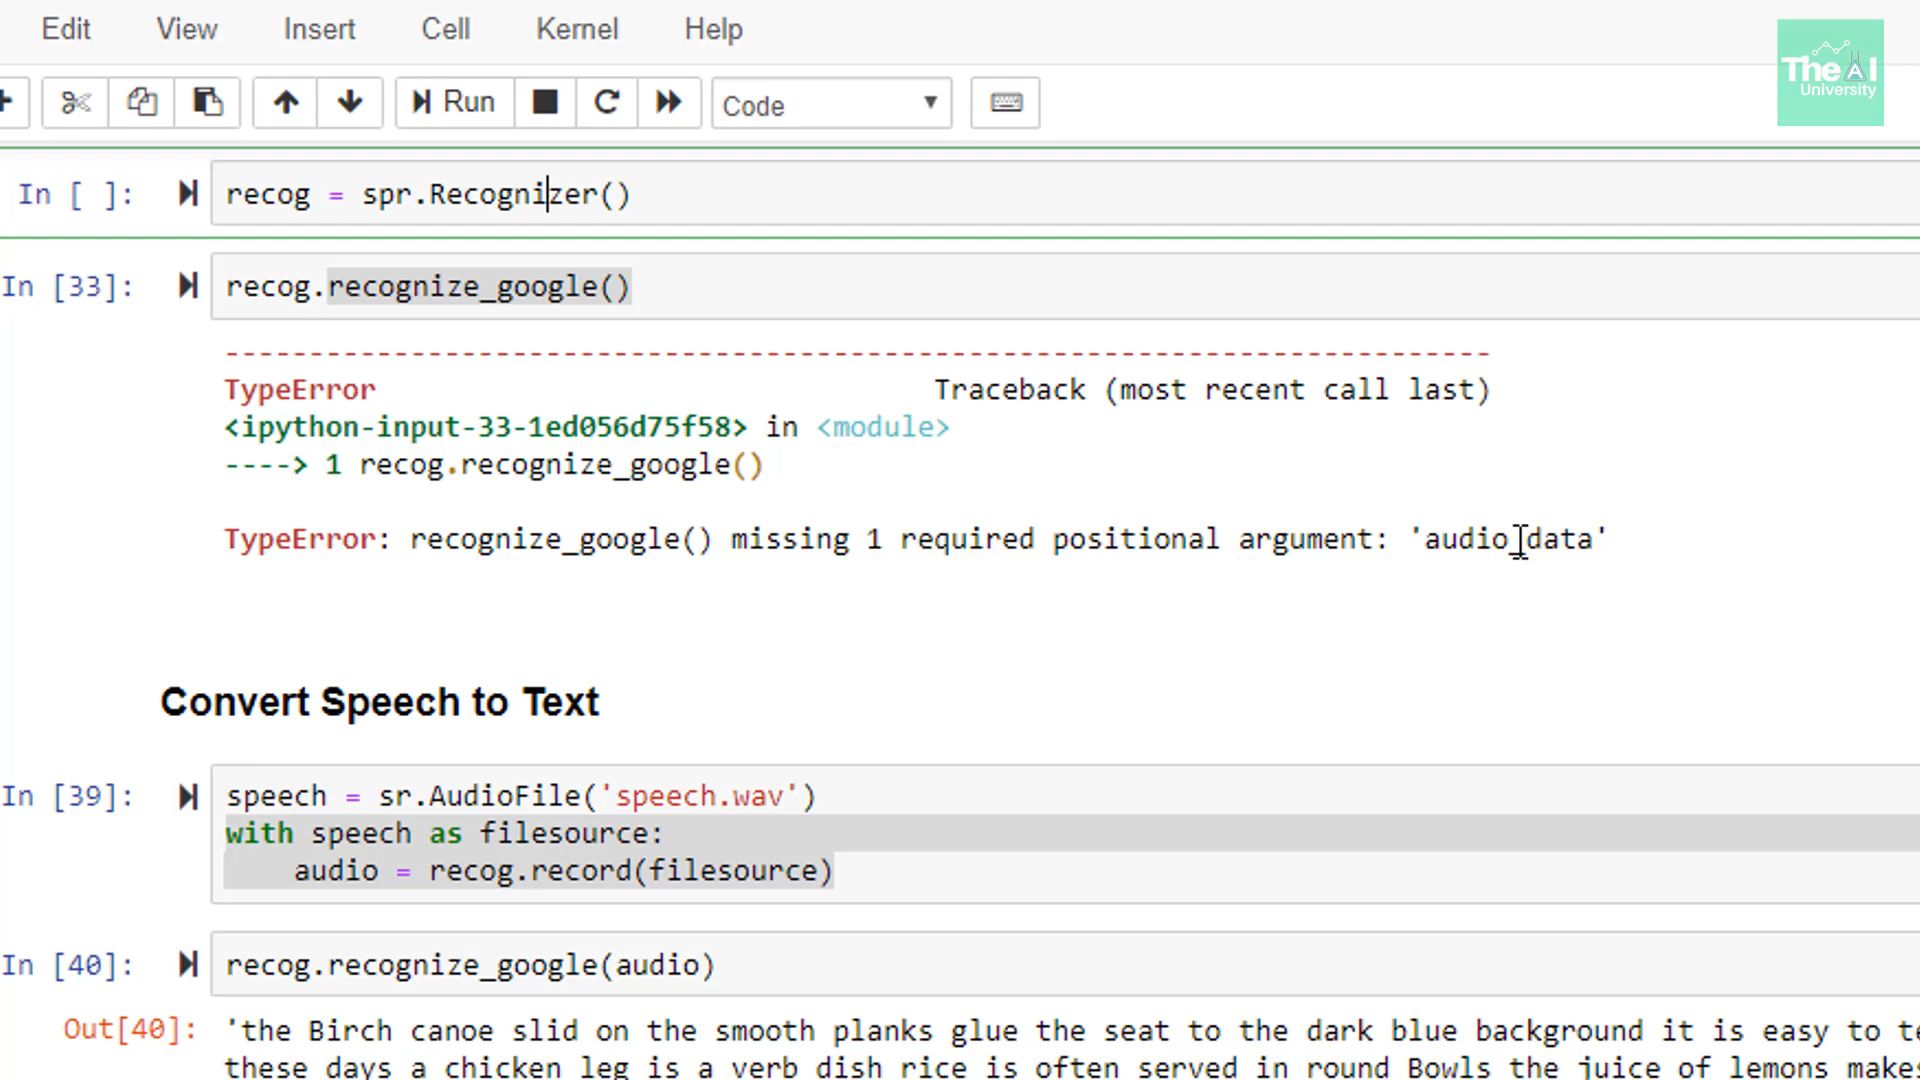 Edit View Insert Cell Kernel Help
Run Code
The AI
University
In [ ]: recog = spr.Recognizer()
In [33]: recog.recognize_google()
---------------------------------------------------------------------------
TypeError Traceback (most recent call last)
<ipython-input-33-1ed056d75f58> in <module>
----> 1 recog.recognize_google()
TypeError: recognize_google() missing 1 required positional argument: 'audio_data'
Convert Speech to Text
In [39]: speech = sr.AudioFile('speech.wav')
with speech as filesource:
    audio = recog.record(filesource)
In [40]: recog.recognize_google(audio)
Out[40]: 'the Birch canoe slid on the smooth planks glue the seat to the dark blue background it is easy to
these days a chicken leg is a verb dish rice is often served in round Bowls the juice of lemons makes